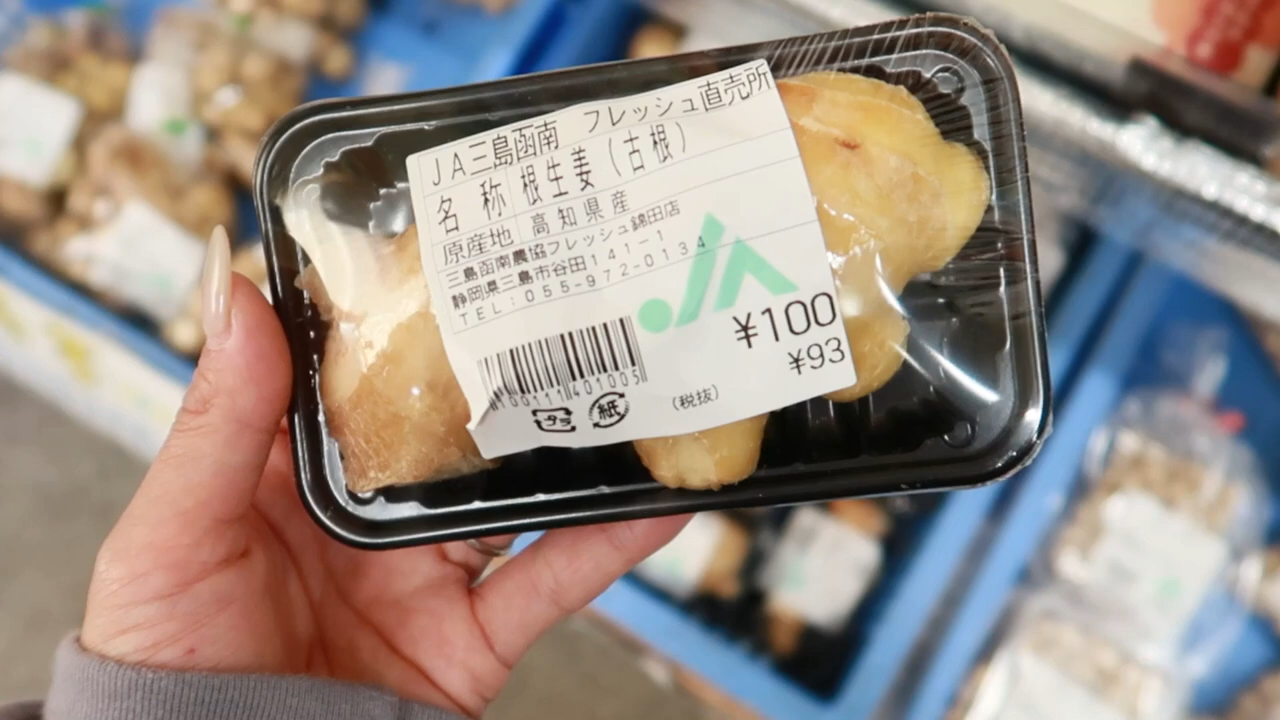 JA三島函南 フレッシュ直売所
名 称 根生姜（古根）
原産地 高知県産
三島函南農協フレッシュ錦田店
静岡県三島市谷田141-1
TEL:055-972-0134
JA
¥100
¥93
(税抜)
プラ 紙